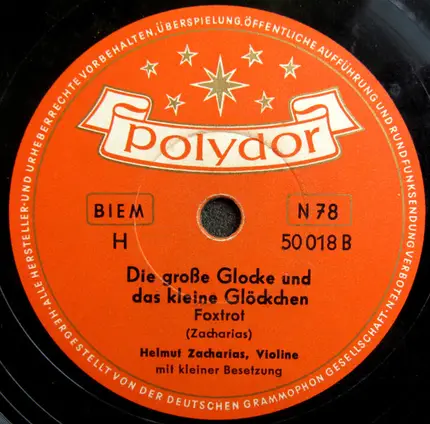 ALLE HERSTELLER- UND URHEBERRECHTE VORBEHALTEN. ÜBERSPIELUNG, ÖFFENTLICHE AUFFÜHRUNG UND RUNDFUNKSENDUNG VERBOTEN.
polydor
BIEM
N 78
H
50 018 B
Die große Glocke und
das kleine Glöckchen
Foxtrot
(Zacharias)
Helmut Zacharias, Violine
mit kleiner Besetzung
HERGESTELLT VON DER DEUTSCHEN GRAMMOPHON GESELLSCHAFT